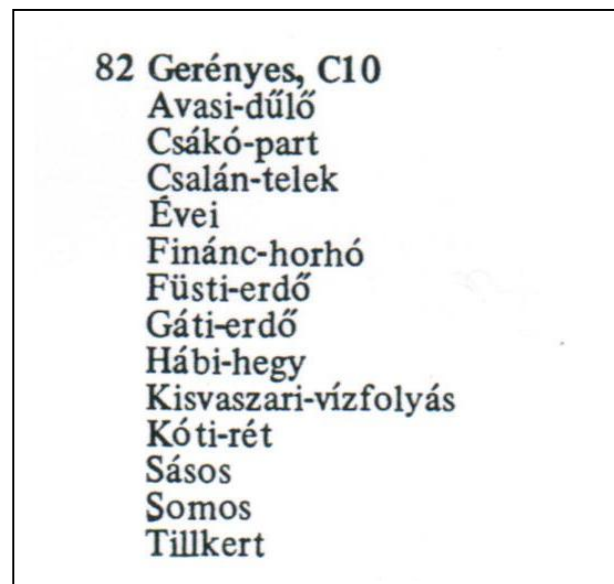 82 Gerényes, C10
Avasi-dűlő
Csákó-part
Csalán-telek
Évei
Finánc-horhó
Füsti-erdő
Gáti-erdő
Hábi-hegy
Kisvaszari-vízfolyás
Kóti-rét
Sásos
Somos
Tillkert